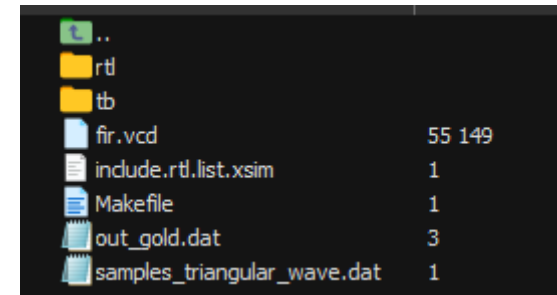 ..
rtl
tb
fir.vcd 55 149
include.rtl.list.xsim 1
Makefile 1
out_gold.dat 3
samples_triangular_wave.dat 1